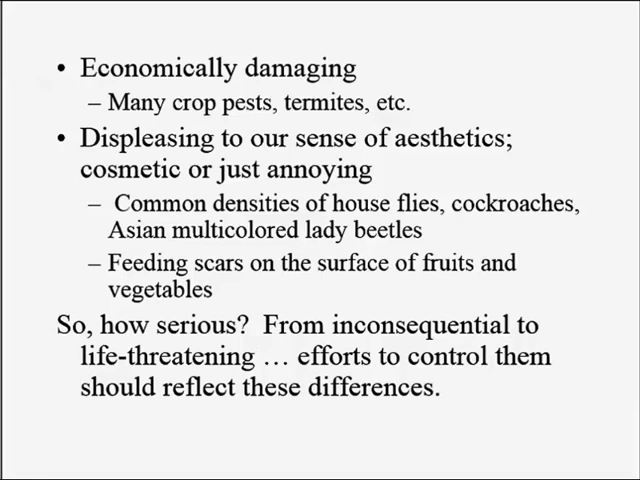 • Economically damaging
– Many crop pests, termites, etc.
• Displeasing to our sense of aesthetics;
cosmetic or just annoying
– Common densities of house flies, cockroaches,
Asian multicolored lady beetles
– Feeding scars on the surface of fruits and
vegetables
So, how serious? From inconsequential to
life-threatening … efforts to control them
should reflect these differences.